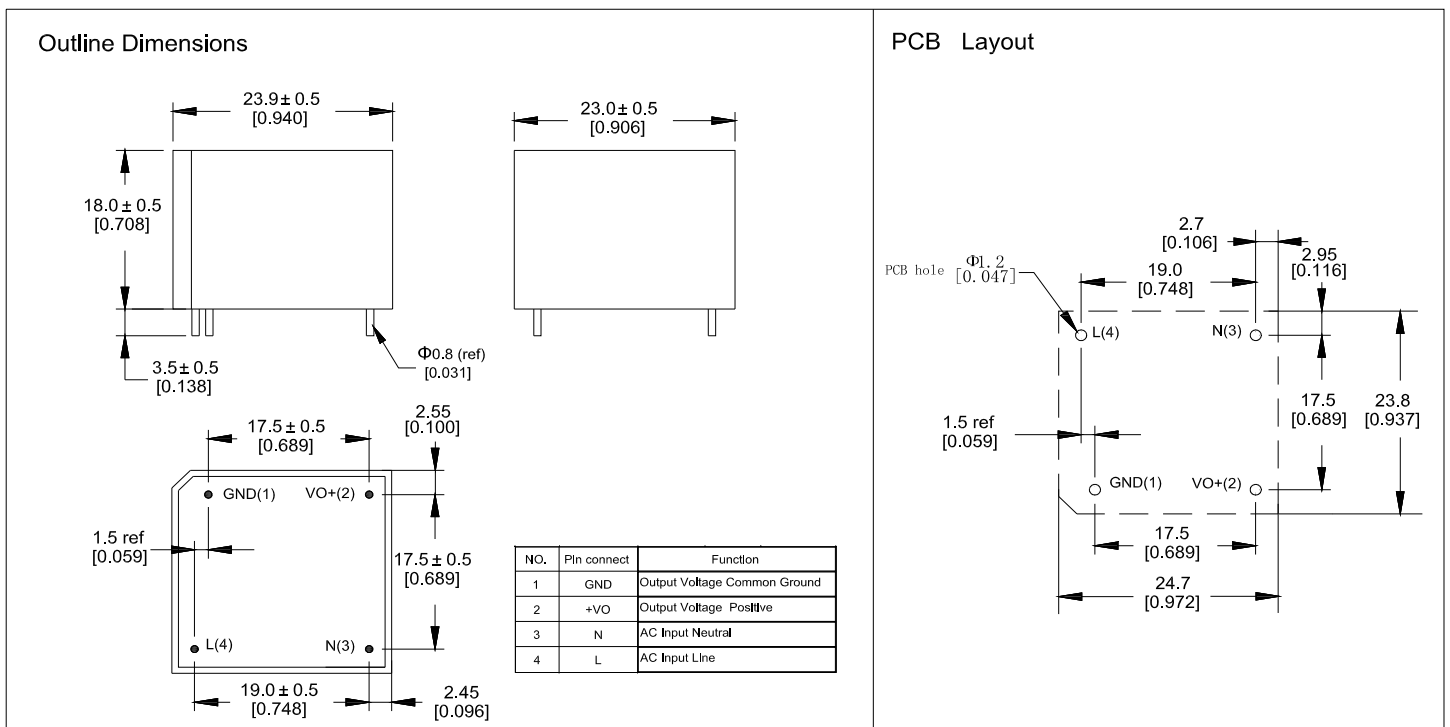 Outline Dimensions
23.9± 0.5
[0.940]
23.0± 0.5
[0.906]
18.0± 0.5
[0.708]
3.5± 0.5
[0.138]
Φ0.8 (ref)
[0.031]
17.5± 0.5
[0.689]
2.55
[0.100]
GND(1)
VO+(2)
1.5 ref
[0.059]
17.5± 0.5
[0.689]
L(4)
N(3)
19.0± 0.5
[0.748]
2.45
[0.096]
NO. Pin connect Function
1 GND Output Voltage Common Ground
2 +VO Output Voltage Positive
3 N AC Input Neutral
4 L AC Input Line
PCB Layout
2.7
[0.106]
2.95
[0.116]
PCB hole Φ1.2
[0.047]
19.0
[0.748]
L(4)
N(3)
1.5 ref
[0.059]
17.5
[0.689]
23.8
[0.937]
GND(1)
VO+(2)
17.5
[0.689]
24.7
[0.972]